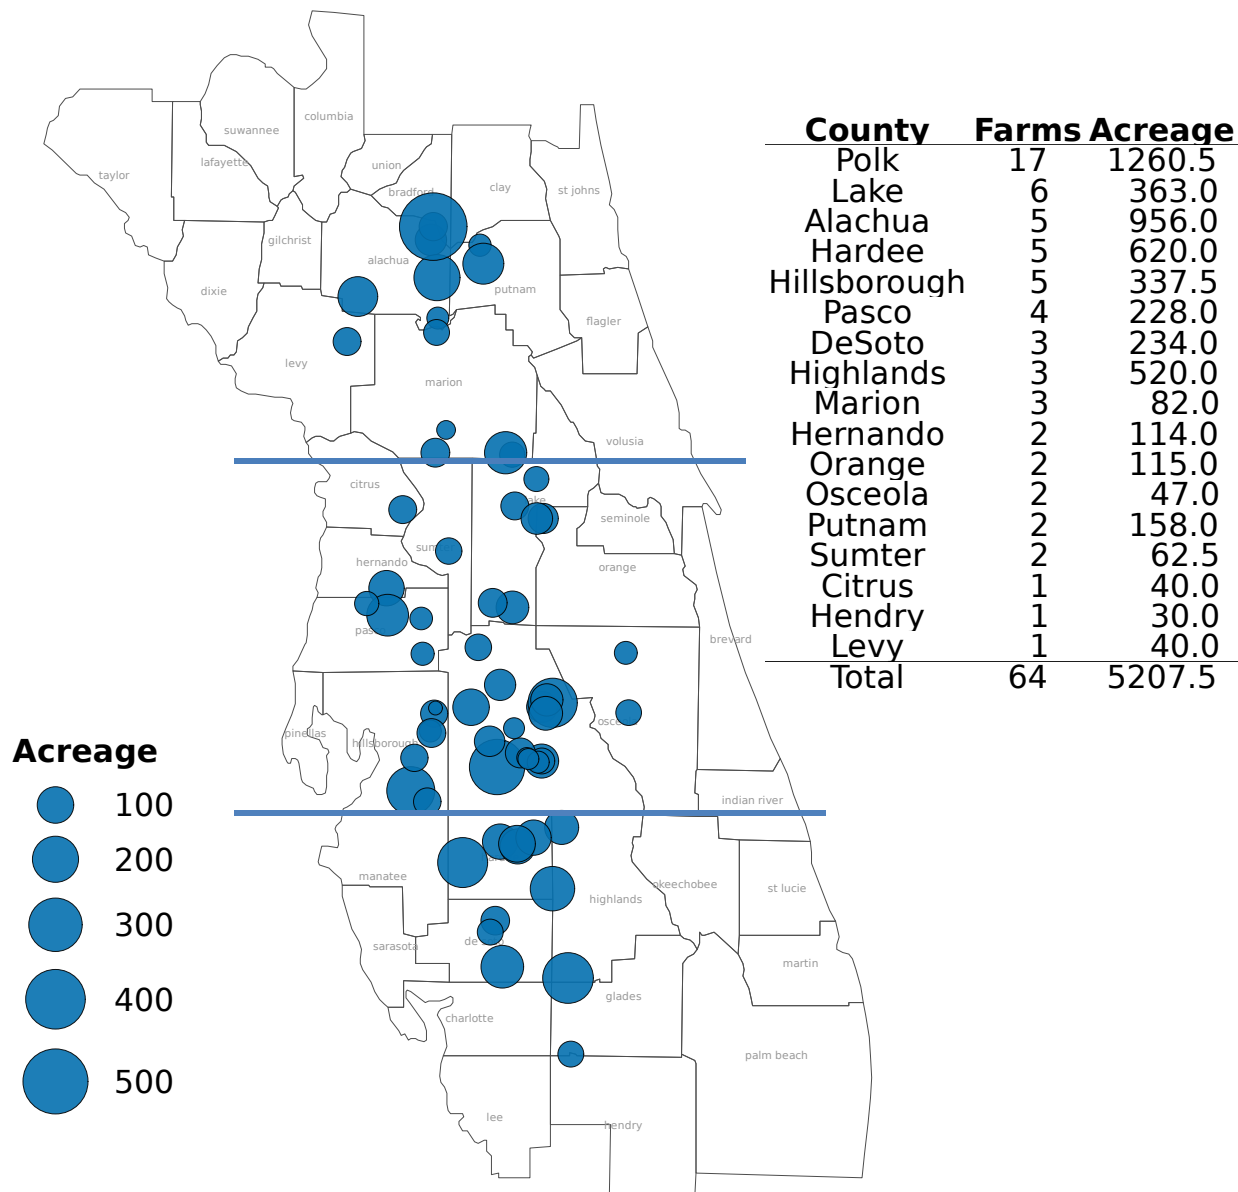 columbia
suwannee
lafayette
taylor
union
bradford
clay
st johns
gilchrist
alachua
dixie
putnam
flagler
levy
marion
volusia
citrus
seminole
hernando
orange
brevard
pinellas
hillsborough
indian river
manatee
highlands
okeechobee
st lucie
sarasota
martin
glades
charlotte
palm beach
lee
hendry
County Farms Acreage
Polk 17 1260.5
Lake 6 363.0
Alachua 5 956.0
Hardee 5 620.0
Hillsborough 5 337.5
Pasco 4 228.0
DeSoto 3 234.0
Highlands 3 520.0
Marion 3 82.0
Hernando 2 114.0
Orange 2 115.0
Osceola 2 47.0
Putnam 2 158.0
Sumter 2 62.5
Citrus 1 40.0
Hendry 1 30.0
Levy 1 40.0
Total 64 5207.5
Acreage
100
200
300
400
500